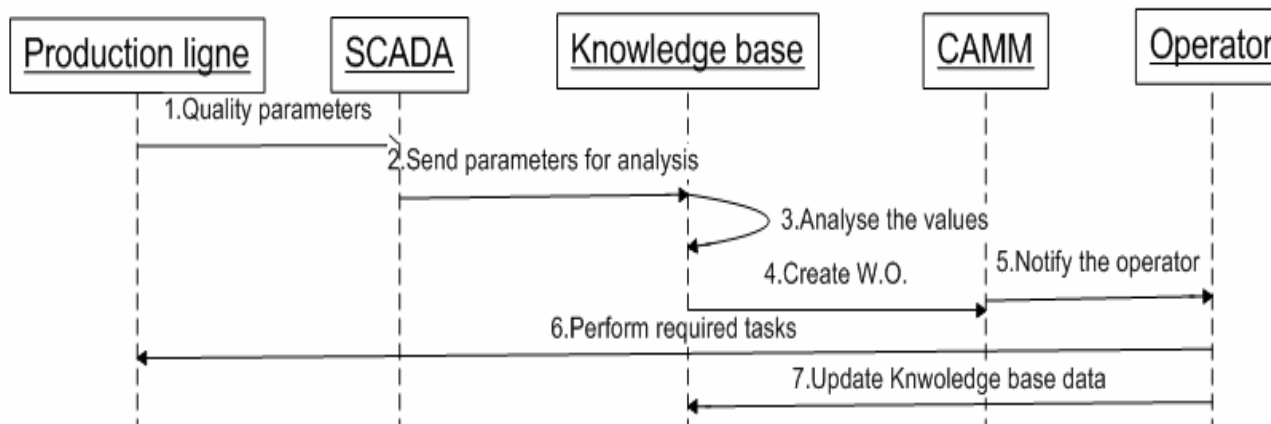 Production ligne
SCADA
Knowledge base
CAMM
Operator
1.Quality parameters
2.Send parameters for analysis
3.Analyse the values
4.Create W.O.
5.Notify the operator
6.Perform required tasks
7.Update Knwoledge base data